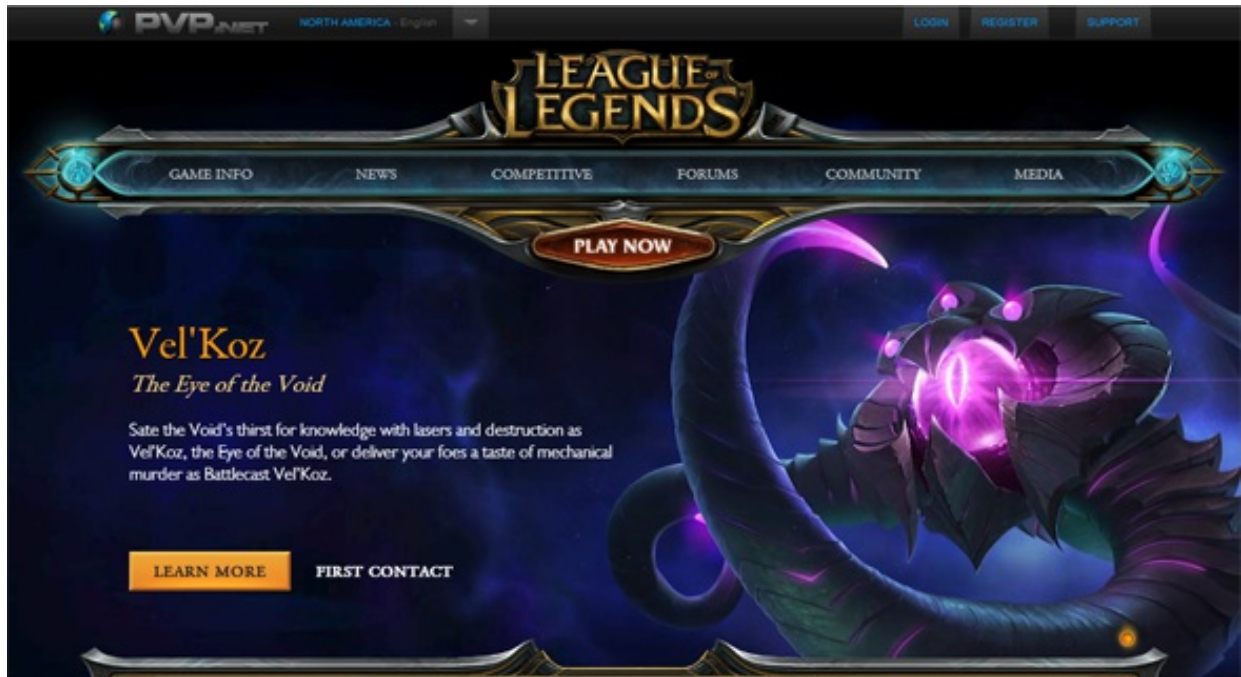 PVP.NET
NORTH AMERICA - English
LOGIN
REGISTER
SUPPORT
LEAGUE OF
LEGENDS
GAME INFO
NEWS
COMPETITIVE
FORUMS
COMMUNITY
MEDIA
PLAY NOW
Vel'Koz
The Eye of the Void
Sate the Void's thirst for knowledge with lasers and destruction as
Vel'Koz, the Eye of the Void, or deliver your foes a taste of mechanical
murder as Battlecast Vel'Koz.
LEARN MORE
FIRST CONTACT